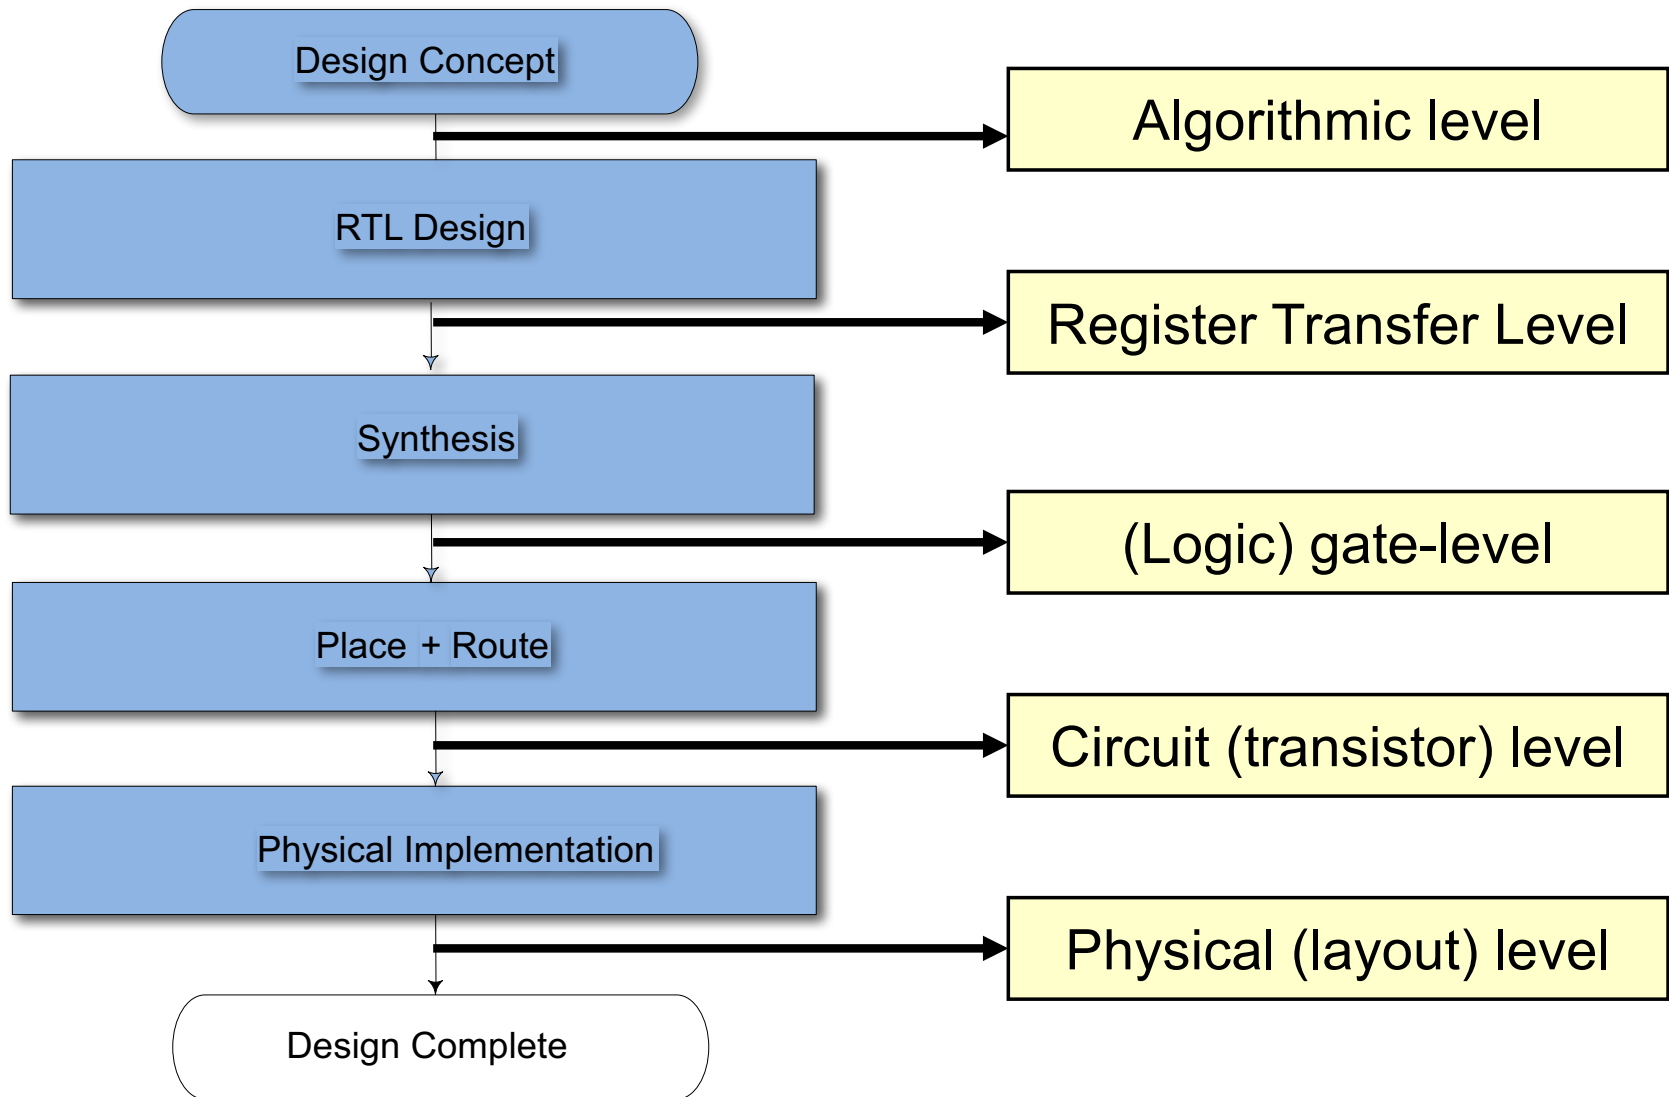 Design Concept
Algorithmic level
RTL Design
Register Transfer Level
Synthesis
(Logic) gate-level
Place + Route
Circuit (transistor) level
Physical Implementation
Physical (layout) level
Design Complete